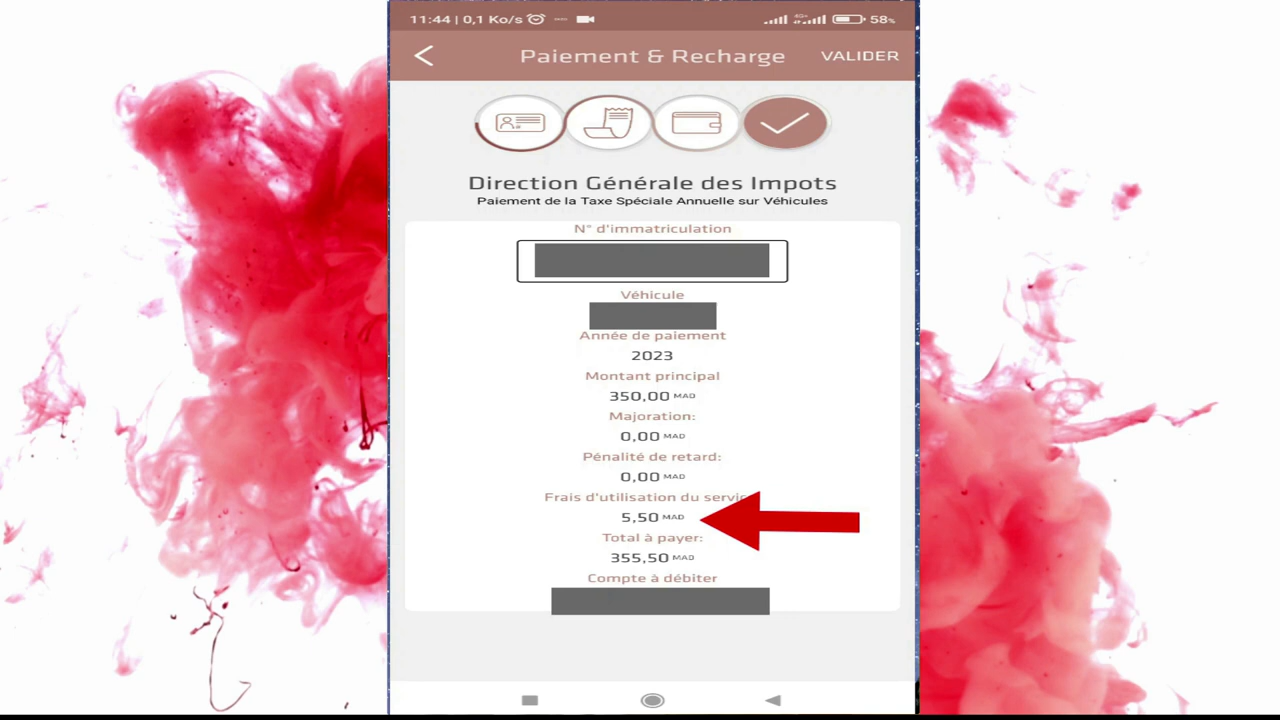 11:44 | 0,1 Ko/s 4G+ 58%
Paiement & Recharge VALIDER
Direction Générale des Impots
Paiement de la Taxe Spéciale Annuelle sur Véhicules
N° d'immatriculation
Véhicule
Année de paiement
2023
Montant principal
350,00 MAD
Majoration:
0,00 MAD
Pénalité de retard:
0,00 MAD
Frais d'utilisation du
5,50 MAD
Total à payer:
355,50 MAD
Compte à débiter